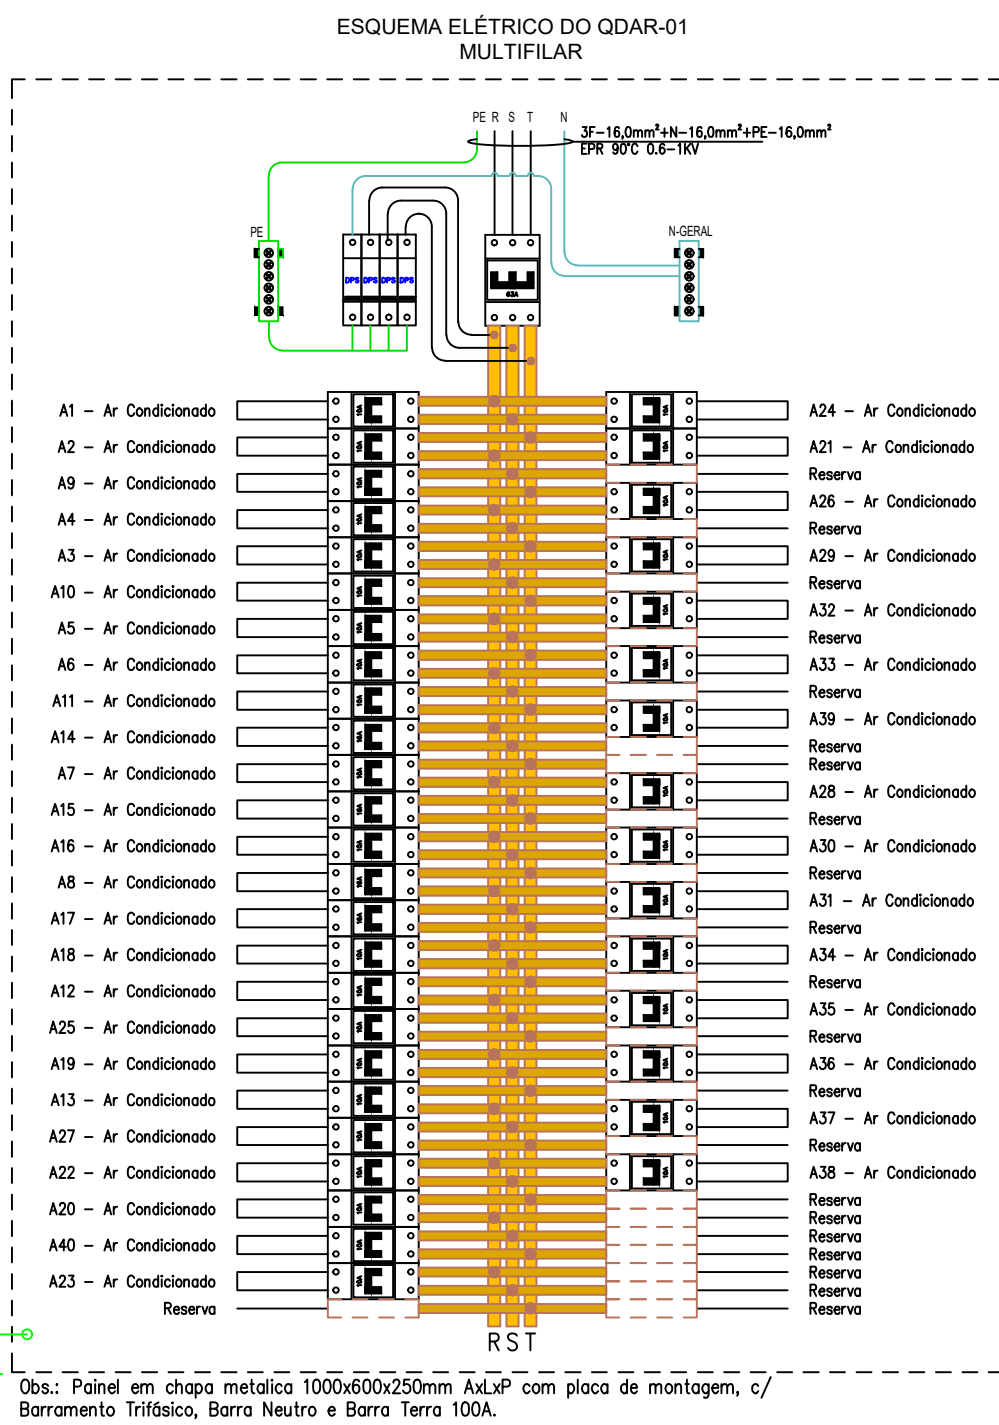 ESQUEMA ELÉTRICO DO QDAR-01
MULTIFILAR
PE R S T N
3F-16,0mm²+N-16,0mm²+PE-16,0mm²
EPR 90°C 0.6-1KV
PE
N-GERAL
DPS DPS DPS DPS
63A
A1 - Ar Condicionado
A2 - Ar Condicionado
A9 - Ar Condicionado
A4 - Ar Condicionado
A3 - Ar Condicionado
A10 - Ar Condicionado
A5 - Ar Condicionado
A6 - Ar Condicionado
A11 - Ar Condicionado
A14 - Ar Condicionado
A7 - Ar Condicionado
A15 - Ar Condicionado
A16 - Ar Condicionado
A8 - Ar Condicionado
A17 - Ar Condicionado
A18 - Ar Condicionado
A12 - Ar Condicionado
A25 - Ar Condicionado
A19 - Ar Condicionado
A13 - Ar Condicionado
A27 - Ar Condicionado
A22 - Ar Condicionado
A20 - Ar Condicionado
A40 - Ar Condicionado
A23 - Ar Condicionado
Reserva
A24 - Ar Condicionado
A21 - Ar Condicionado
Reserva
A26 - Ar Condicionado
Reserva
A29 - Ar Condicionado
Reserva
A32 - Ar Condicionado
Reserva
A33 - Ar Condicionado
Reserva
A39 - Ar Condicionado
Reserva
Reserva
A28 - Ar Condicionado
Reserva
A30 - Ar Condicionado
Reserva
A31 - Ar Condicionado
Reserva
A34 - Ar Condicionado
Reserva
A35 - Ar Condicionado
Reserva
A36 - Ar Condicionado
Reserva
A37 - Ar Condicionado
Reserva
A38 - Ar Condicionado
Reserva
Reserva
Reserva
Reserva
Reserva
Reserva
Reserva
R S T
Obs.: Painel em chapa metalica 1000x600x250mm AxLxP com placa de montagem, c/
Barramento Trifásico, Barra Neutro e Barra Terra 100A.